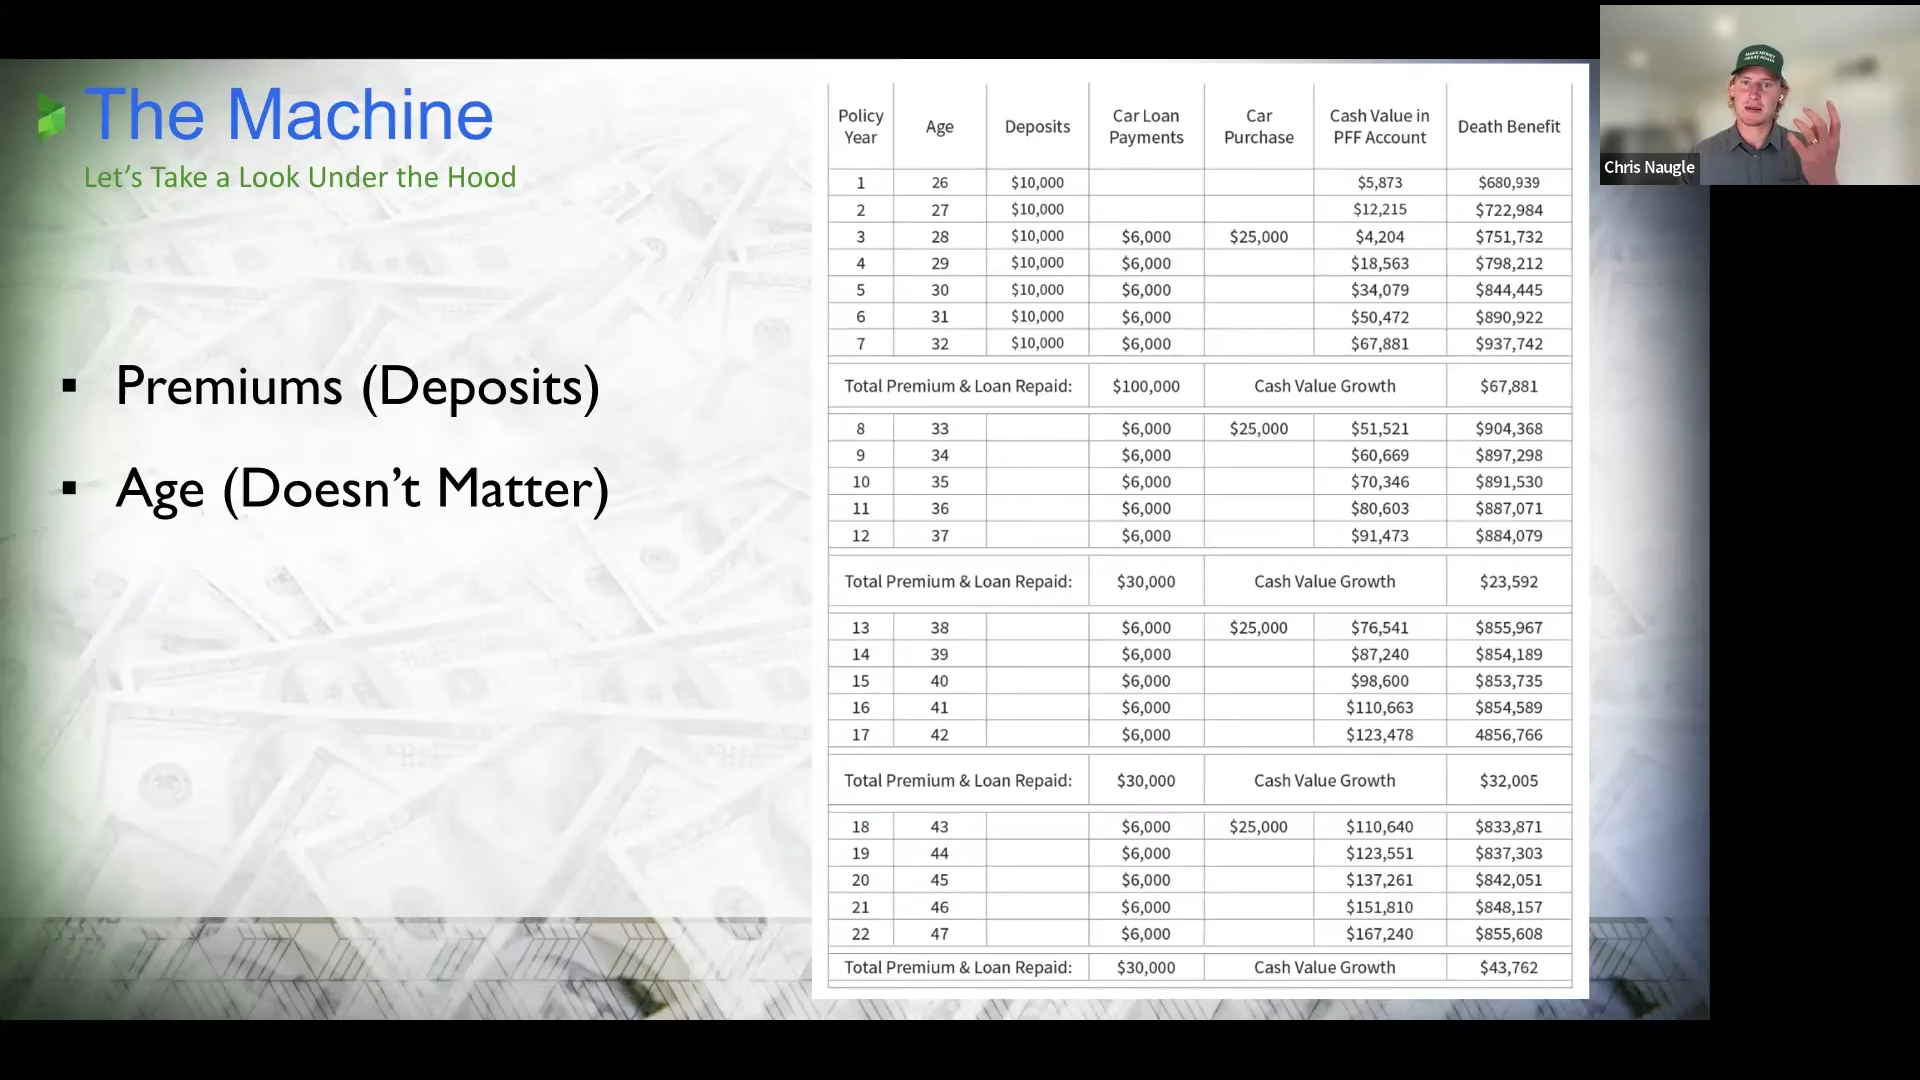 The Machine
Let's Take a Look Under the Hood
▪ Premiums (Deposits)
▪ Age (Doesn't Matter)
Policy Year Age Deposits Car Loan Payments Car Purchase Cash Value in PFF Account Death Benefit
1 26 $10,000 $5,873 $680,939
2 27 $10,000 $12,215 $722,984
3 28 $10,000 $6,000 $25,000 $4,204 $751,732
4 29 $10,000 $6,000 $18,563 $798,212
5 30 $10,000 $6,000 $34,079 $844,445
6 31 $10,000 $6,000 $50,472 $890,922
7 32 $10,000 $6,000 $67,881 $937,742
Total Premium & Loan Repaid: $100,000 Cash Value Growth $67,881
8 33 $6,000 $25,000 $51,521 $904,368
9 34 $6,000 $60,669 $897,298
10 35 $6,000 $70,346 $891,530
11 36 $6,000 $80,603 $887,071
12 37 $6,000 $91,473 $884,079
Total Premium & Loan Repaid: $30,000 Cash Value Growth $23,592
13 38 $6,000 $25,000 $76,541 $855,967
14 39 $6,000 $87,240 $854,189
15 40 $6,000 $98,600 $853,735
16 41 $6,000 $110,663 $854,589
17 42 $6,000 $123,478 4856,766
Total Premium & Loan Repaid: $30,000 Cash Value Growth $32,005
18 43 $6,000 $25,000 $110,640 $833,871
19 44 $6,000 $123,551 $837,303
20 45 $6,000 $137,261 $842,051
21 46 $6,000 $151,810 $848,157
22 47 $6,000 $167,240 $855,608
Total Premium & Loan Repaid: $30,000 Cash Value Growth $43,762
MAKE MONEY
GREAT AGAIN
Chris Naugle